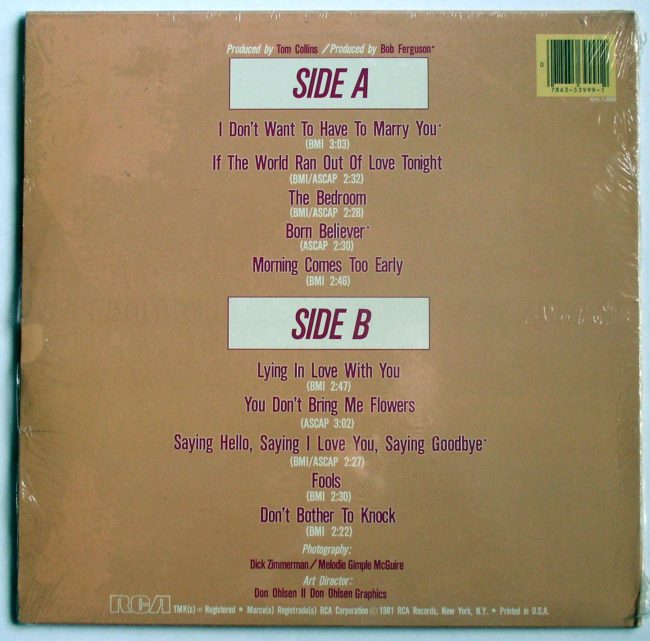 Produced by Tom Collins / Produced by Bob Ferguson*
SIDE A
I Don't Want To Have To Marry You*
(BMI 3:03)
If The World Ran Out Of Love Tonight
(BMI/ASCAP 2:32)
The Bedroom
(BMI/ASCAP 2:28)
Born Believer*
(ASCAP 2:30)
Morning Comes Too Early
(BMI 2:46)
SIDE B
Lying In Love With You
(BMI 2:47)
You Don't Bring Me Flowers
(ASCAP 3:02)
Saying Hello, Saying I Love You, Saying Goodbye*
(BMI/ASCAP 2:27)
Fools
(BMI 2:30)
Don't Bother To Knock
(BMI 2:22)
Photography:
Dick Zimmerman / Melodie Gimple McGuire
Art Director:
Don Ohlsen II Don Ohlsen Graphics
RCA TMK(s) ® Registered • Marca(s) Registrada(s) RCA Corporation © 1981 RCA Records, New York, N.Y. • Printed in U.S.A.
0
7863-53999-1